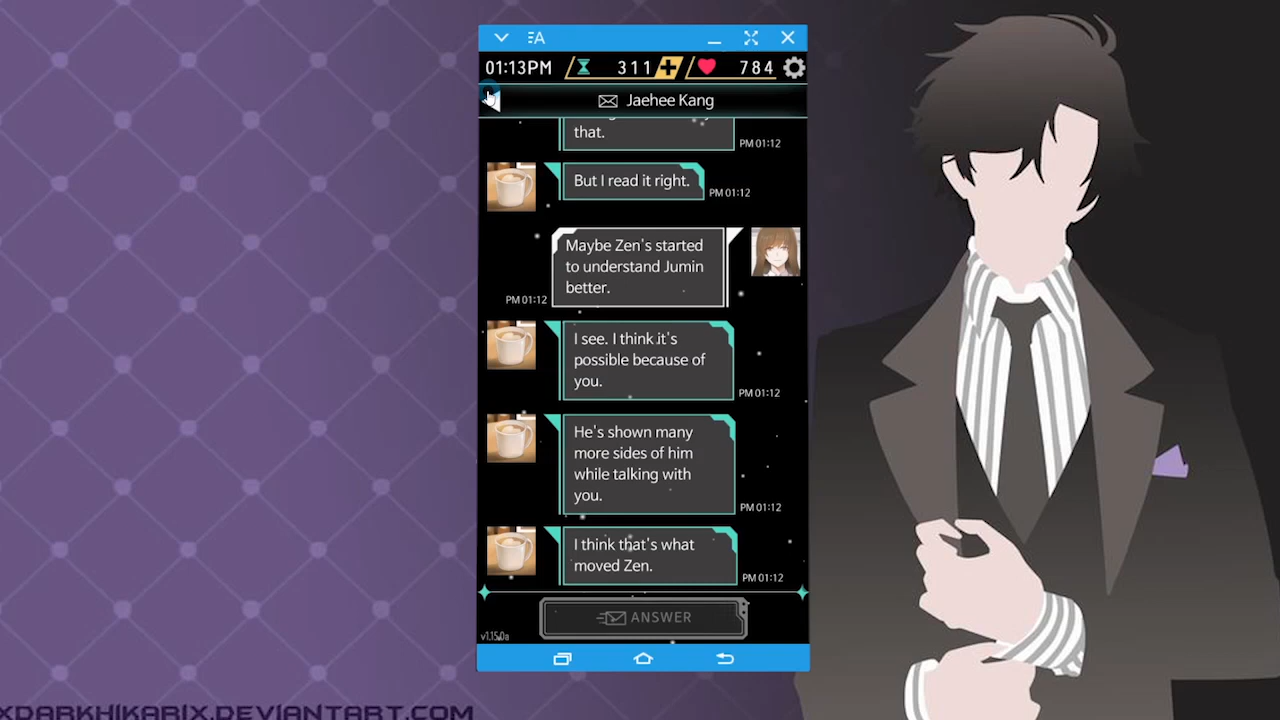 01:13PM 311 784
Jaehee Kang
that.
PM 01:12
But I read it right.
PM 01:12
Maybe Zen's started
to understand Jumin
better.
PM 01:12
I see. I think it's
possible because of
you.
PM 01:12
He's shown many
more sides of him
while talking with
you.
PM 01:12
I think that's what
moved Zen.
PM 01:12
ANSWER
v1.15.0a
XDARKHIKARIX.DEVIANTART.COM